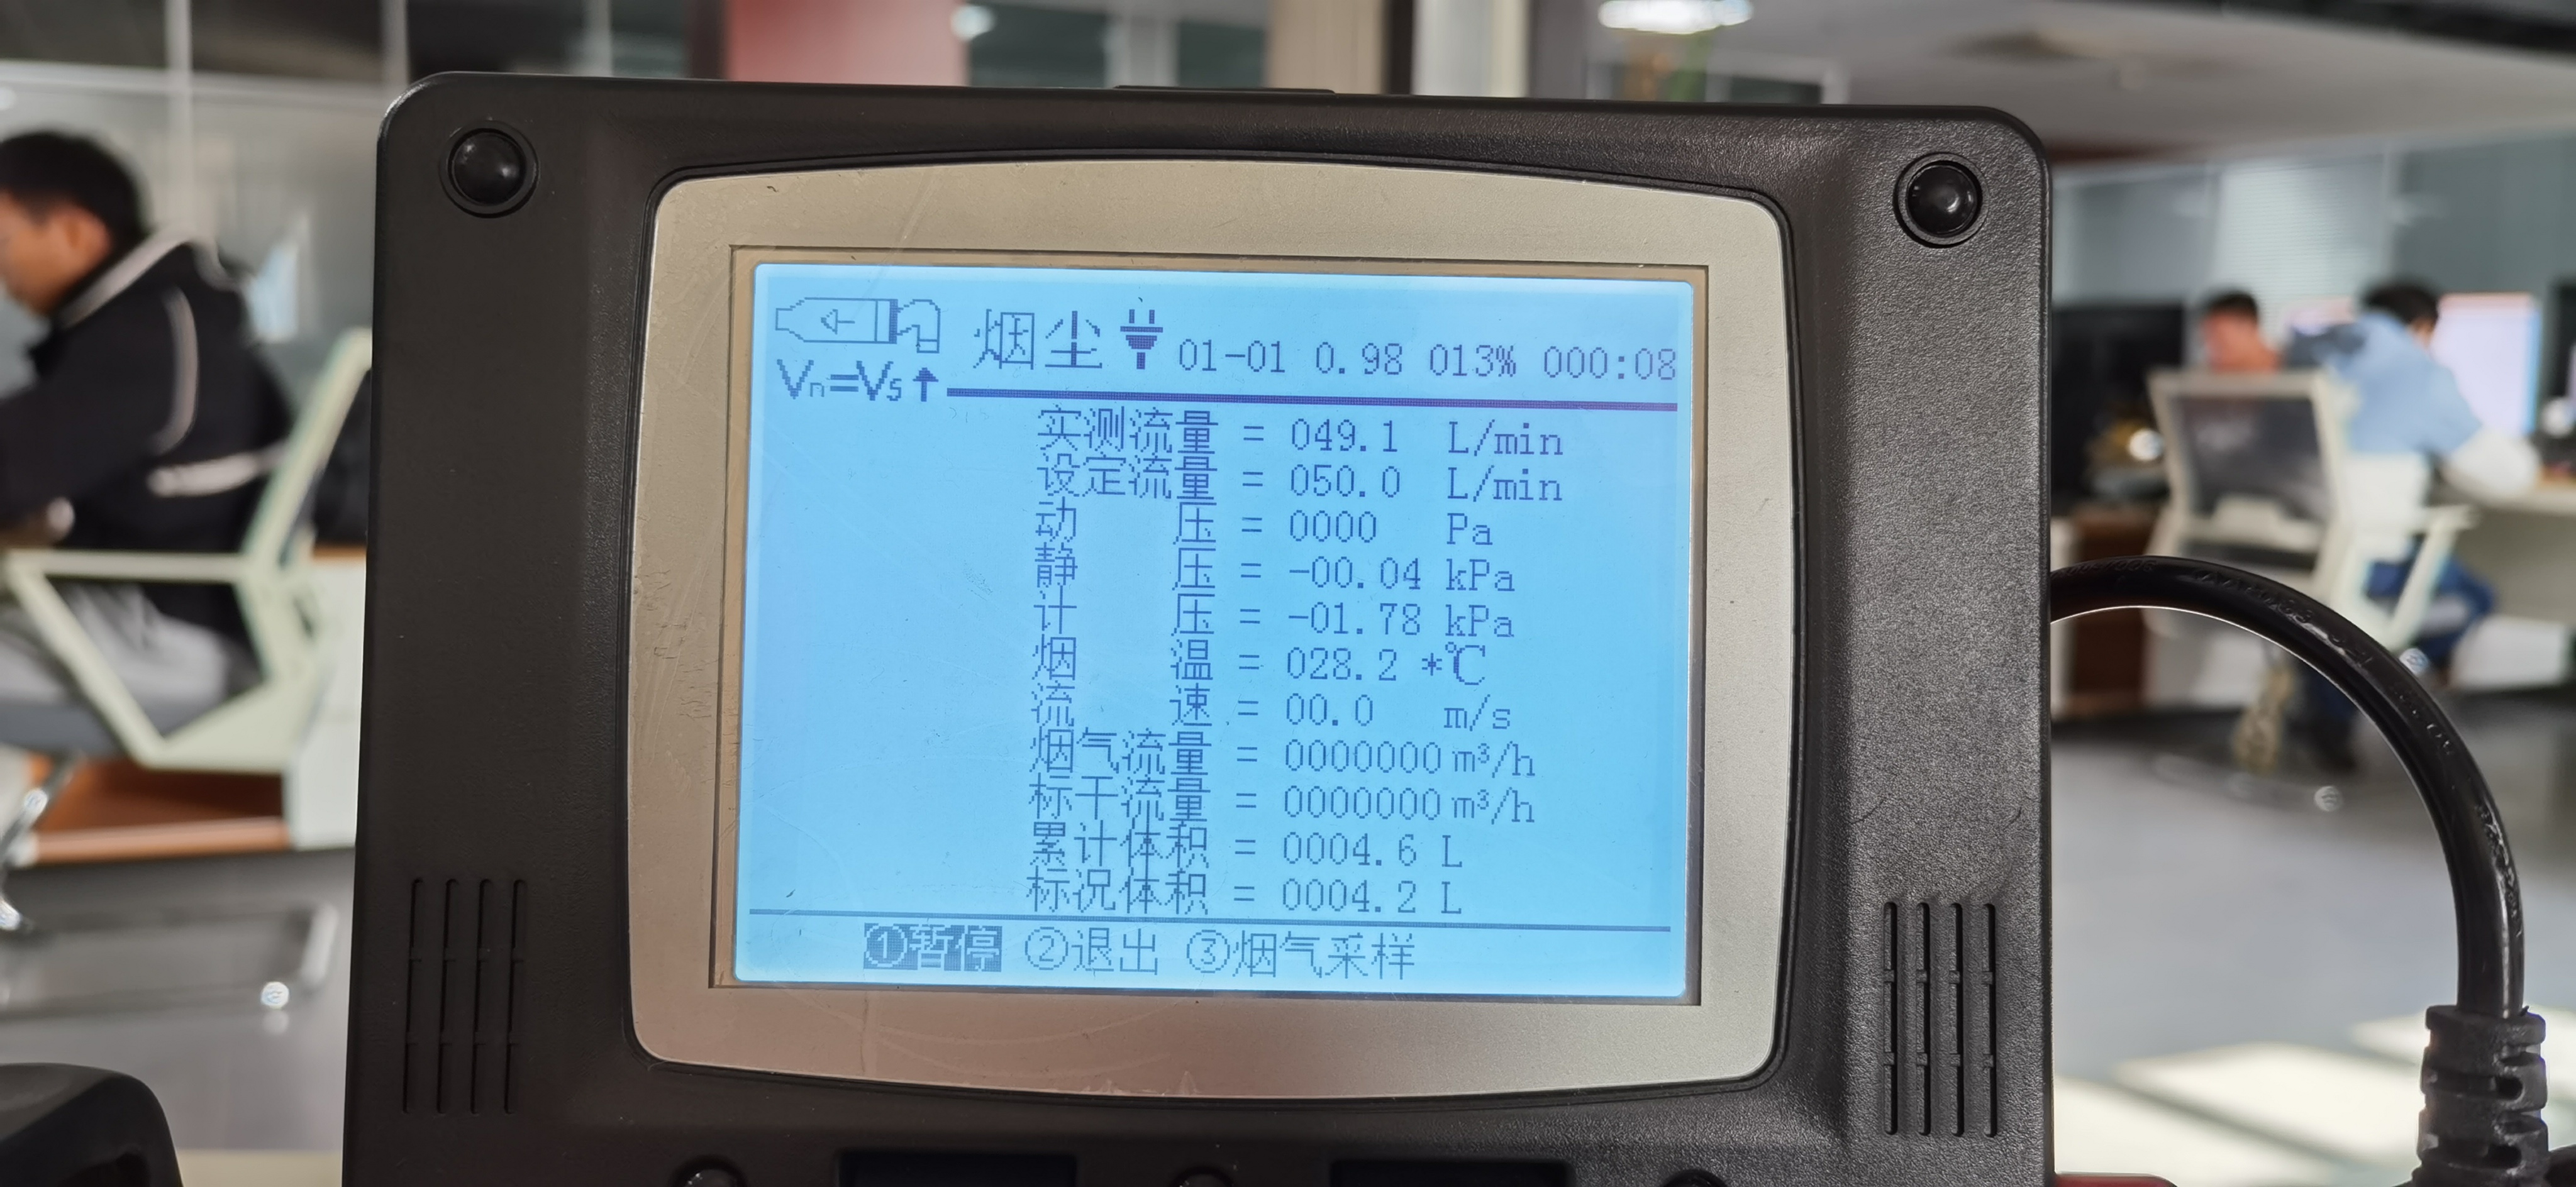 烟尘 01-01 0.98 013% 000:08
Vn=Vs↑
实测流量 = 049.1 L/min
设定流量 = 050.0 L/min
动压 = 0000 Pa
静压 = -00.04 kPa
计压 = -01.78 kPa
烟温 = 028.2 *℃
流速 = 00.0 m/s
烟气流量 = 0000000 m³/h
标干流量 = 0000000 m³/h
累计体积 = 0004.6 L
标况体积 = 0004.2 L
①暂停 ②退出 ③烟气采样